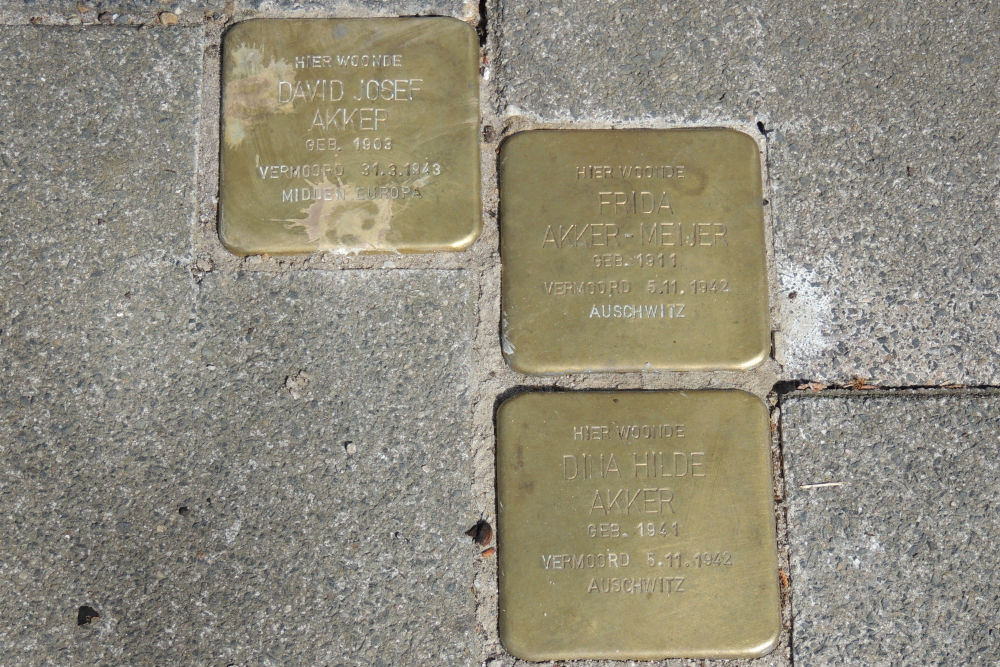 HIER WOONDE
DAVID JOSEF
AKKER
GEB. 1903
VERMOORD 31.3.1943
MIDDEN EUROPA
HIER WOONDE
FRIDA
AKKER-MEIJER
GEB. 1911
VERMOORD 5.11.1942
AUSCHWITZ
HIER WOONDE
DINA HILDE
AKKER
GEB. 1941
VERMOORD 5.11.1942
AUSCHWITZ